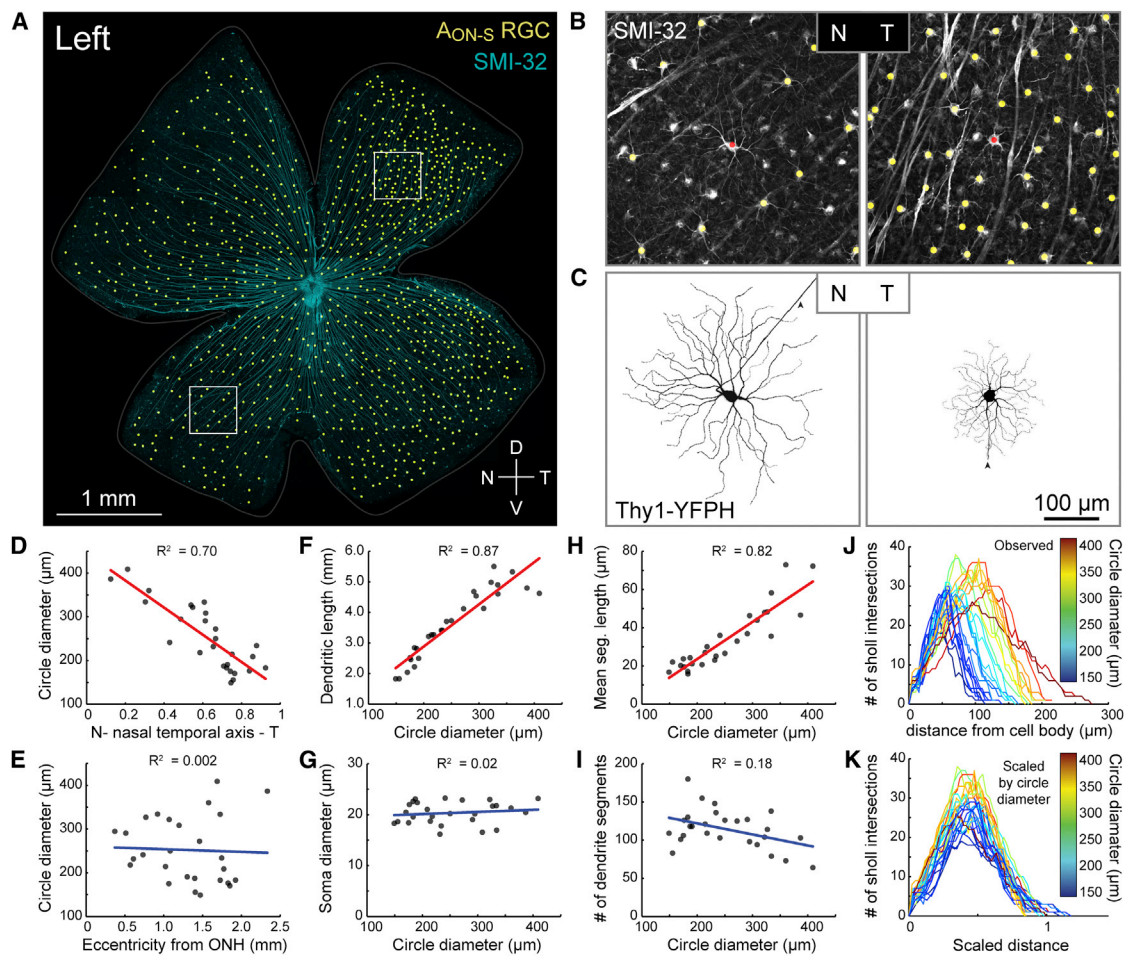 A
Left
AON-S RGC
SMI-32
D
N T
V
1 mm
B
SMI-32
N T
C
N T
Thy1-YFPH
100 µm
D
R² = 0.70
Circle diameter (µm)
400
300
200
100
0 0.2 0.4 0.6 0.8 1
N- nasal temporal axis - T
F
R² = 0.87
Dendritic length (mm)
6.0
5.0
4.0
3.0
2.0
1.0
0
100 200 300 400
Circle diameter (µm)
H
R² = 0.82
Mean seg. length (µm)
80
60
40
20
0
100 200 300 400
Circle diameter (µm)
J
Observed
# of sholl intersections
40
30
20
10
0
0 100 200 300
distance from cell body (µm)
400
350
300
250
200
150
Circle diamater (µm)
E
R² = 0.002
Circle diameter (µm)
450
400
300
200
100
0 0.5 1.0 1.5 2.0 2.5
Eccentricity from ONH (mm)
G
R² = 0.02
Soma diameter (µm)
30
20
10
0
100 200 300 400
Circle diameter (µm)
I
R² = 0.18
# of dendrite segments
200
150
100
50
0
100 200 300 400
Circle diameter (µm)
K
Scaled
by circle
diameter
# of sholl intersections
40
30
20
10
0
0 1
Scaled distance
400
350
300
250
200
150
Circle diameter (µm)